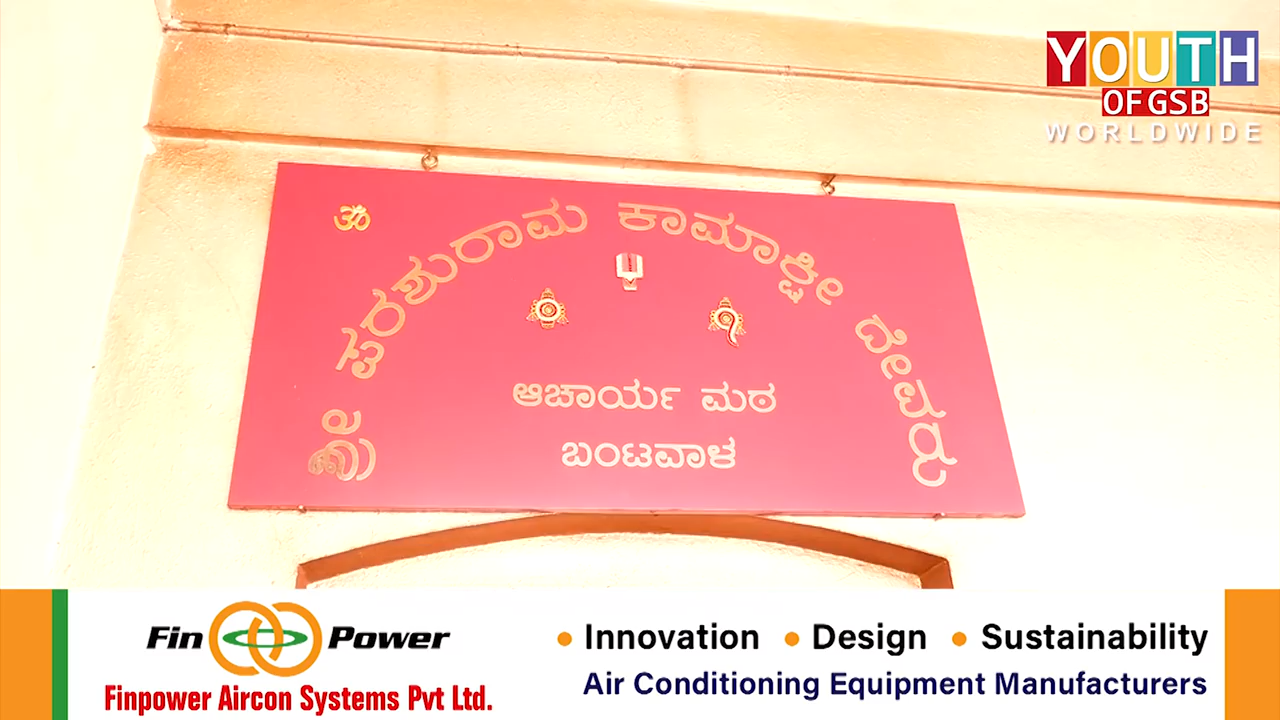 YOUTH
OF GSB
WORLDWIDE
ॐ
ಶ್ರೀ ಪರಶುರಾಮ ಕಾಮಾಕ್ಷೀ ದೇವರು
ಆಚಾರ್ಯ ಮಠ
ಬಂಟವಾಳ
Fin Power
Finpower Aircon Systems Pvt Ltd.
• Innovation • Design • Sustainability
Air Conditioning Equipment Manufacturers